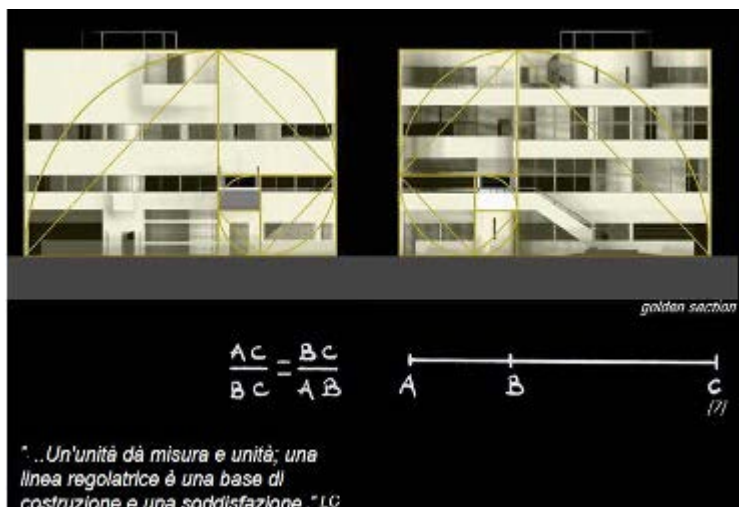 golden section
AC = BC
BC AB
A B C
[7]
"...Un'unità dà misura e unità; una
linea regolatrice è una base di
costruzione e una soddisfazione." LC